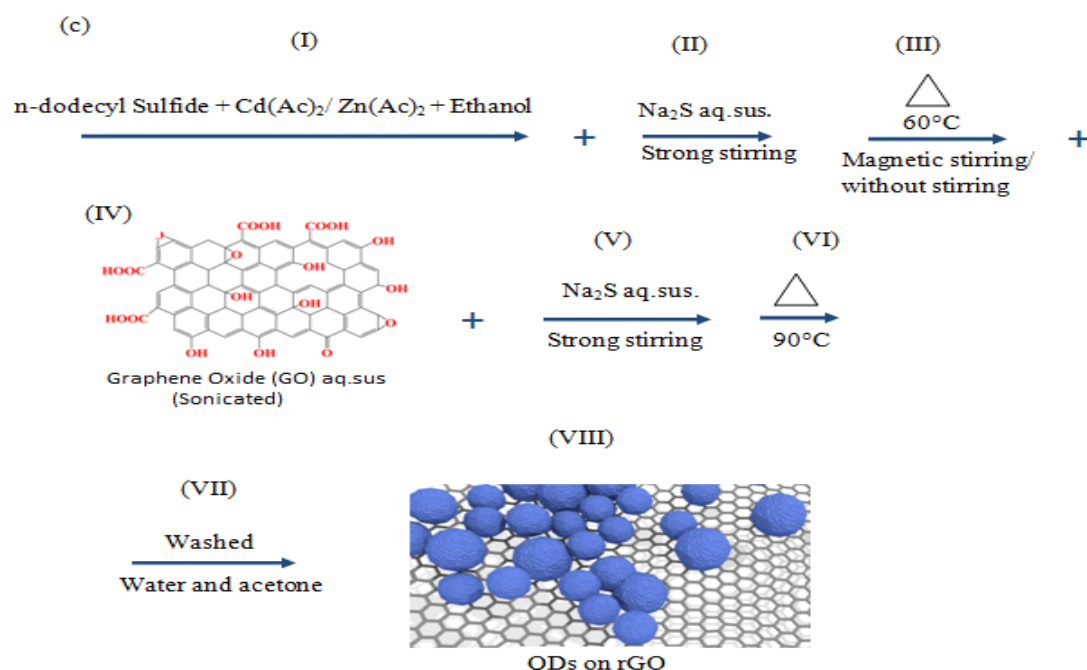 (c)
(I)
(II)
(III)
n-dodecyl Sulfide + Cd(Ac)₂/ Zn(Ac)₂ + Ethanol
+
Na₂S aq.sus.
Strong stirring
60°C
Magnetic stirring/
without stirring
+
(IV)
COOH COOH
OH
O
HOOC
OH
OH
OH
OH
HOOC
O
OH
OH
O
Graphene Oxide (GO) aq.sus
(Sonicated)
+
(V)
Na₂S aq.sus.
Strong stirring
(VI)
90°C
(VII)
Washed
Water and acetone
(VIII)
QDs on rGO